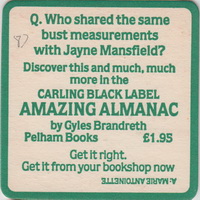 Q. Who shared the same
bust measurements
with Jayne Mansfield?
Discover this and much, much
more in the
CARLING BLACK LABEL
AMAZING ALMANAC
by Gyles Brandreth
Pelham Books £1.95
Get it right.
Get it from your bookshop now
A: MARIE ANTOINETTE